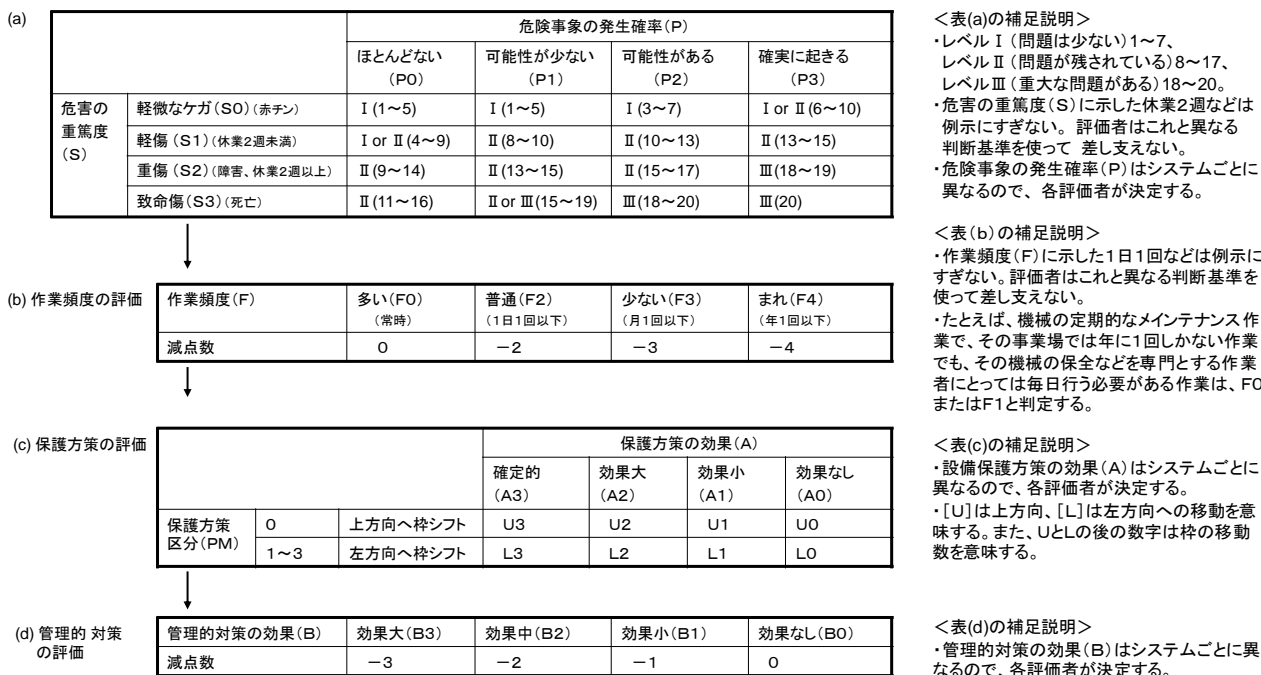 (a)
危険事象の発生確率(P)
ほとんどない 可能性が少ない 可能性がある 確実に起きる
(P0) (P1) (P2) (P3)
危害の重篤度(S)
軽微なケガ(S0)(赤チン) Ⅰ(1～5) Ⅰ(1～5) Ⅰ(3～7) Ⅰ or Ⅱ(6～10)
軽傷(S1)(休業2週未満) Ⅰ or Ⅱ(4～9) Ⅱ(8～10) Ⅱ(10～13) Ⅱ(13～15)
重傷(S2)(障害、休業2週以上) Ⅱ(9～14) Ⅱ(13～15) Ⅱ(15～17) Ⅲ(18～19)
致命傷(S3)(死亡) Ⅱ(11～16) Ⅱ or Ⅲ(15～19) Ⅲ(18～20) Ⅲ(20)
＜表(a)の補足説明＞
・レベルⅠ(問題は少ない)1～7、
レベルⅡ(問題が残されている)8～17、
レベルⅢ(重大な問題がある)18～20。
・危害の重篤度(S)に示した休業2週などは
例示にすぎない。 評価者はこれと異なる
判断基準を使って 差し支えない。
・危険事象の発生確率(P)はシステムごとに
異なるので、各評価者が決定する。
(b) 作業頻度の評価
作業頻度(F) 多い(F0) 普通(F2) 少ない(F3) まれ(F4)
(常時) (1日1回以下) (月1回以下) (年1回以下)
減点数 0 －2 －3 －4
＜表(b)の補足説明＞
・作業頻度(F)に示した1日1回などは例示に
すぎない。評価者はこれと異なる判断基準を
使って差し支えない。
・たとえば、機械の定期的なメインテナンス作
業で、その事業場では年に1回しかない作業
でも、その機械の保全などを専門とする作業
者にとっては毎日行う必要がある作業は、F0
またはF1と判定する。
(c) 保護方策の評価
保護方策の効果(A)
確定的 効果大 効果小 効果なし
(A3) (A2) (A1) (A0)
保護方策
区分(PM)
0 上方向へ枠シフト U3 U2 U1 U0
1～3 左方向へ枠シフト L3 L2 L1 L0
＜表(c)の補足説明＞
・設備保護方策の効果(A)はシステムごとに
異なるので、各評価者が決定する。
・[U]は上方向、[L]は左方向への移動を意
味する。また、UとLの後の数字は枠の移動
数を意味する。
(d) 管理的 対策
の評価
管理的対策の効果(B) 効果大(B3) 効果中(B2) 効果小(B1) 効果なし(B0)
減点数 －3 －2 －1 0
＜表(d)の補足説明＞
・管理的対策の効果(B)はシステムごとに異
なるので、各評価者が決定する。